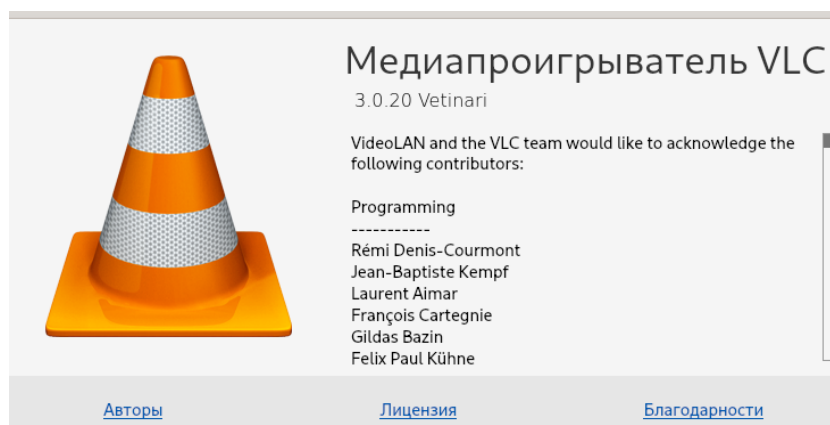 Медиапроигрыватель VLC
3.0.20 Vetinari
VideoLAN and the VLC team would like to acknowledge the
following contributors:
Programming
-----------
Rémi Denis-Courmont
Jean-Baptiste Kempf
Laurent Aimar
François Cartegnie
Gildas Bazin
Felix Paul Kühne
Авторы
Лицензия
Благодарности